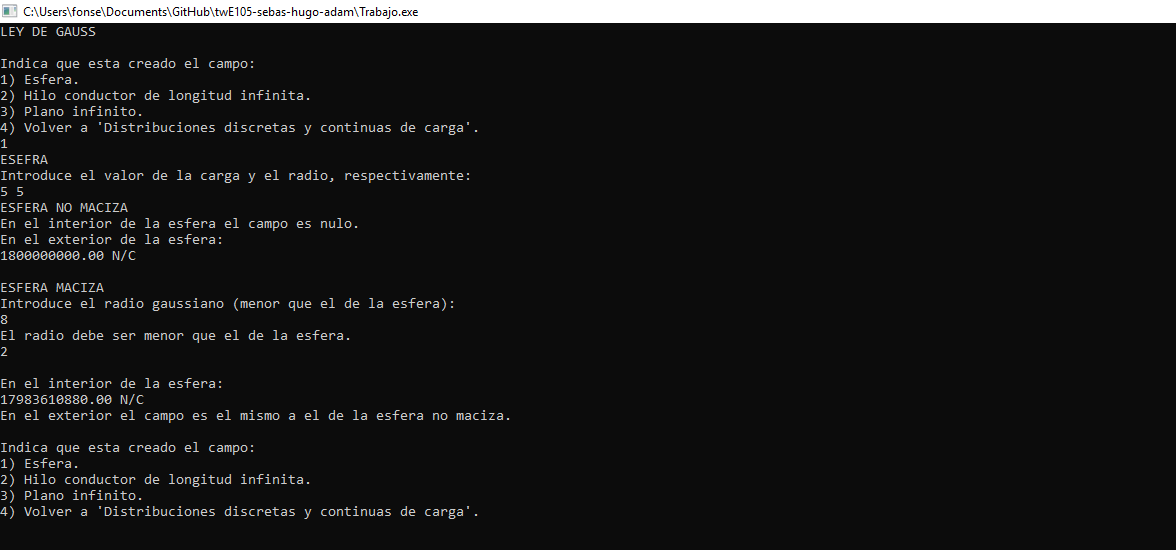 C:\Users\fonse\Documents\GitHub\twE105-sebas-hugo-adam\Trabajo.exe
LEY DE GAUSS
Indica que esta creado el campo:
1) Esfera.
2) Hilo conductor de longitud infinita.
3) Plano infinito.
4) Volver a 'Distribuciones discretas y continuas de carga'.
1
ESEFRA
Introduce el valor de la carga y el radio, respectivamente:
5 5
ESFERA NO MACIZA
En el interior de la esfera el campo es nulo.
En el exterior de la esfera:
1800000000.00 N/C
ESFERA MACIZA
Introduce el radio gaussiano (menor que el de la esfera):
8
El radio debe ser menor que el de la esfera.
2
En el interior de la esfera:
17983610880.00 N/C
En el exterior el campo es el mismo a el de la esfera no maciza.
Indica que esta creado el campo:
1) Esfera.
2) Hilo conductor de longitud infinita.
3) Plano infinito.
4) Volver a 'Distribuciones discretas y continuas de carga'.